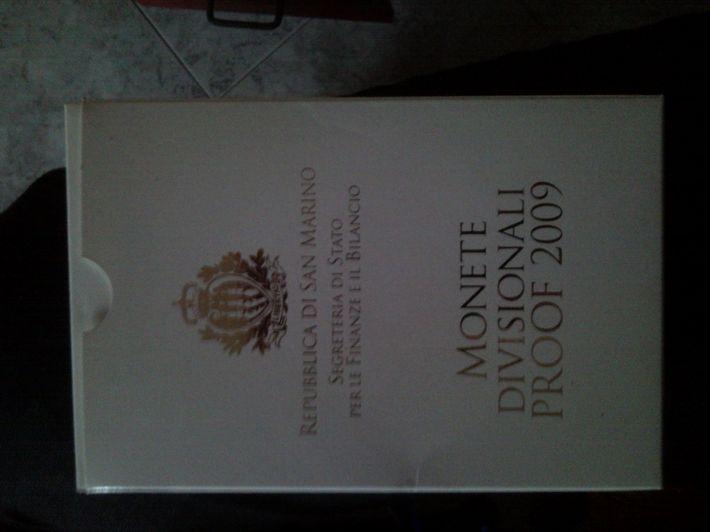 REPUBBLICA DI SAN MARINO
SEGRETERIA DI STATO
PER LE FINANZE E IL BILANCIO
MONETE
DIVISIONALI
PROOF 2009